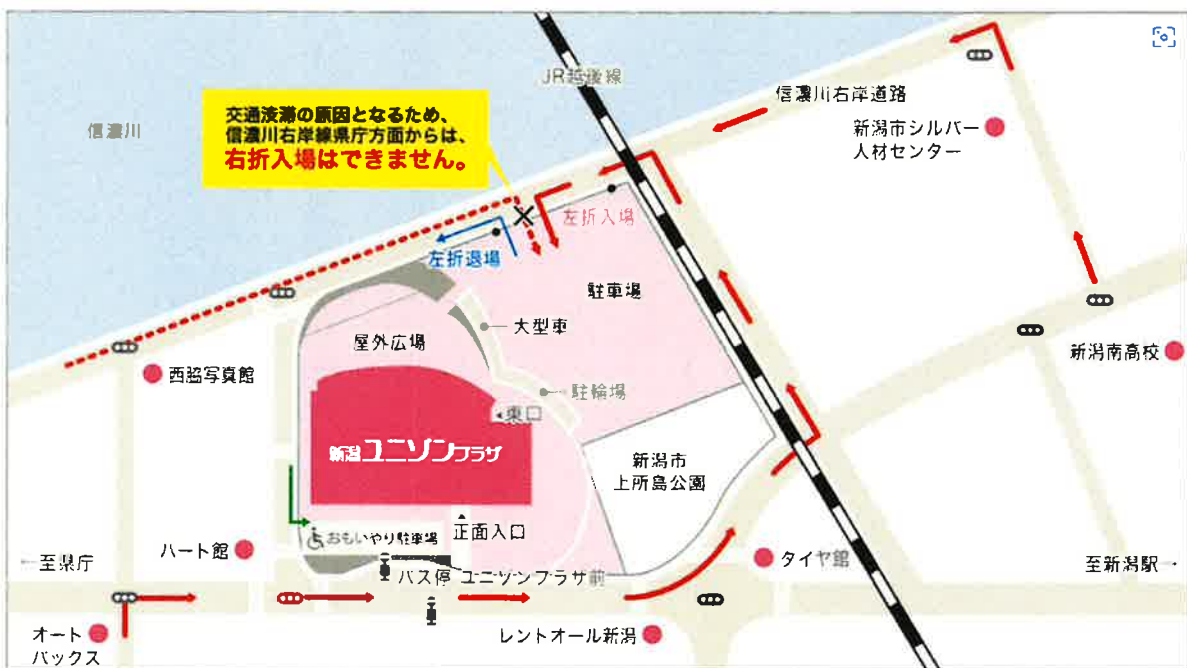 JR越後線
信濃川右岸道路
信濃川
交通渋滞の原因となるため、
信濃川右岸線県庁方面からは、
右折入場はできません。
新潟市シルバー
人材センター
左折入場
左折退場
駐車場
大型車
屋外広場
新潟南高校
西脇写真館
駐輪場
東口
新潟ユニゾンプラザ
新潟市
上所島公園
おもいやり駐車場
正面入口
ハート館
←至県庁
タイヤ館
至新潟駅→
バス停 ユニゾンプラザ前
オート
バックス
レントオール新潟